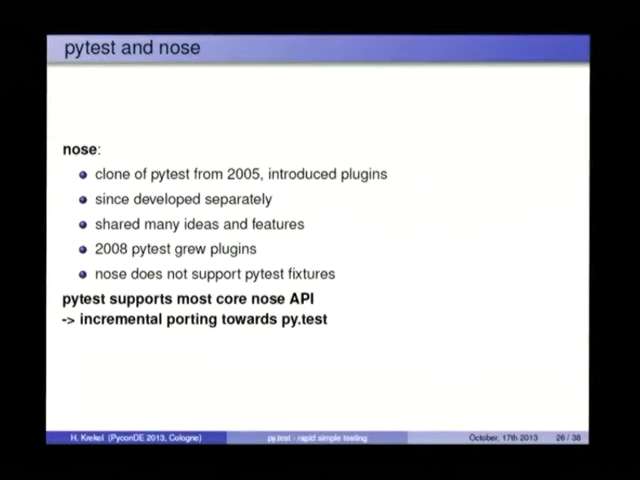 pytest and nose
nose:
clone of pytest from 2005, introduced plugins
since developed separately
shared many ideas and features
2008 pytest grew plugins
nose does not support pytest fixtures
pytest supports most core nose API
-> incremental porting towards py.test
H. Krekel (PyconDE 2013, Cologne) py.test - rapid simple testing October, 17th 2013 26 / 38